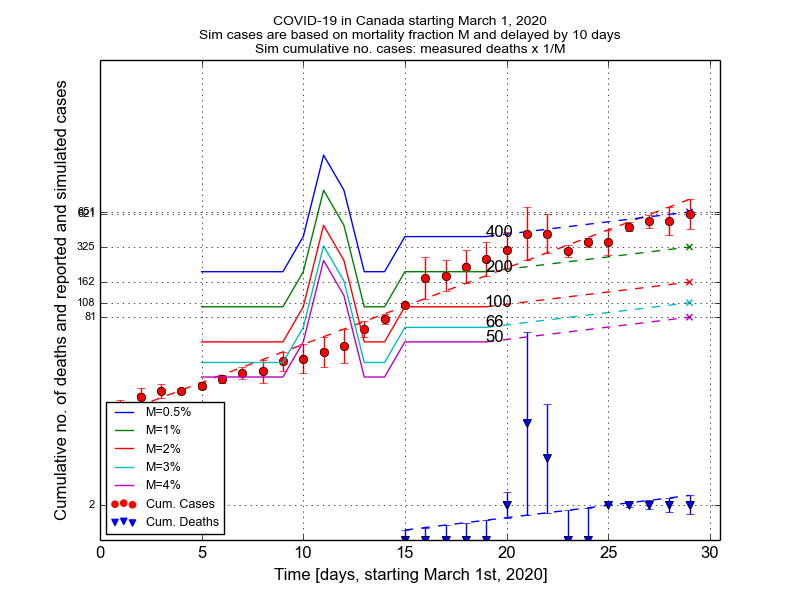 COVID-19 in Canada starting March 1, 2020
Sim cases are based on mortality fraction M and delayed by 10 days
Sim cumulative no. cases: measured deaths x 1/M
Cumulative no. of deaths and reported and simulated cases
651
621
325
162
108
81
2
400
200
100
66
50
M=0.5%
M=1%
M=2%
M=3%
M=4%
Cum. Cases
Cum. Deaths
0 5 10 15 20 25 30
Time [days, starting March 1st, 2020]